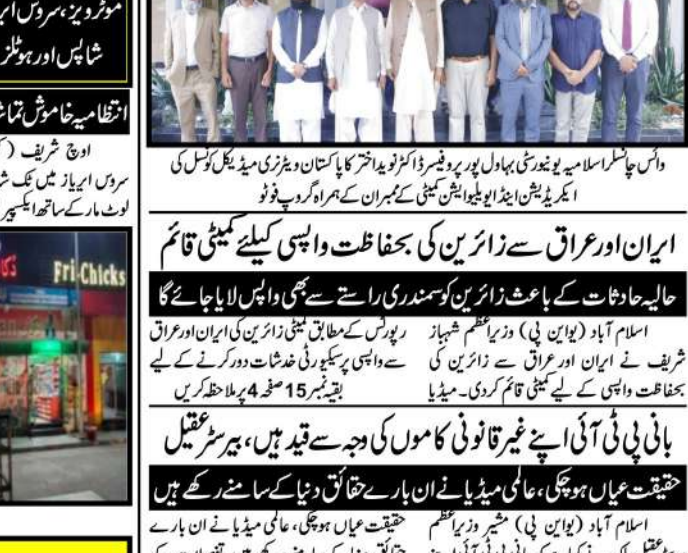 موٹرویز، سروس ایر
شاپس اور ہوٹلز
انتظامیہ خاموش تماش
اوچ شریف (
سروس ایریاز میں تک ش
لوٹ مار کے ساتھ ایکسپیر
Fri-Chicks
وائس چانسلر اسلامیہ یونیورسٹی بہاول پور پروفیسر ڈاکٹر نوید اختر کا پاکستان ویٹرنری میڈیکل کونسل کی
ایکریڈیشن اینڈ ایویلیوایشن کمیٹی کے ممبران کے ہمراہ گروپ فوٹو
ایران اور عراق سے زائرین کی بحفاظت واپسی کیلئے کمیٹی قائم
حالیہ حادثات کے باعث زائرین کو سمندری راستے سے بھی واپس لایا جائے گا
اسلام آباد (یو این پی) وزیراعظم شہباز
شریف نے ایران اور عراق سے زائرین کی
بحفاظت واپسی کے لیے کمیٹی قائم کردی۔ میڈیا
رپورٹس کے مطابق کمیٹی زائرین کی ایران اور عراق
سے واپسی پر سیکیورٹی خدشات دور کرنے کے لیے
بقیہ نمبر 15 صفحہ 4 پر ملاحظہ کریں
بانی پی ٹی آئی اپنے غیر قانونی کاموں کی وجہ سے قید ہیں، بیرسٹر عقیل
حقیقت عیاں ہوچکی، عالمی میڈیا نے ان بارے حقائق دنیا کے سامنے رکھے ہیں
اسلام آباد (یو این پی) مشیر وزیراعظم
حقیقت عیاں ہوچکی، عالمی میڈیا نے ان بارے